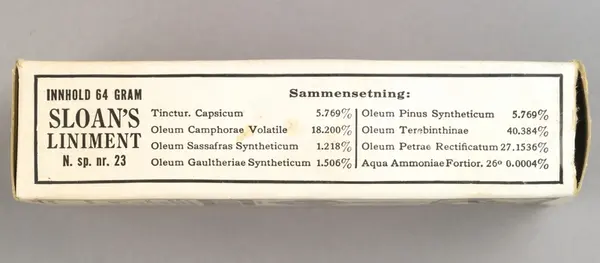 INNHOLD 64 GRAM
SLOAN'S
LINIMENT
N. sp. nr. 23
Sammensetning:
Tinctur. Capsicum 5.769%
Oleum Camphorae Volatile 18.200%
Oleum Sassafras Syntheticum 1.218%
Oleum Gaultheriae Syntheticum 1.506%
Oleum Pinus Syntheticum 5.769%
Oleum Terebinthinae 40.384%
Oleum Petrae Rectificatum 27.1536%
Aqua Ammoniae Fortior. 26º 0.0004%